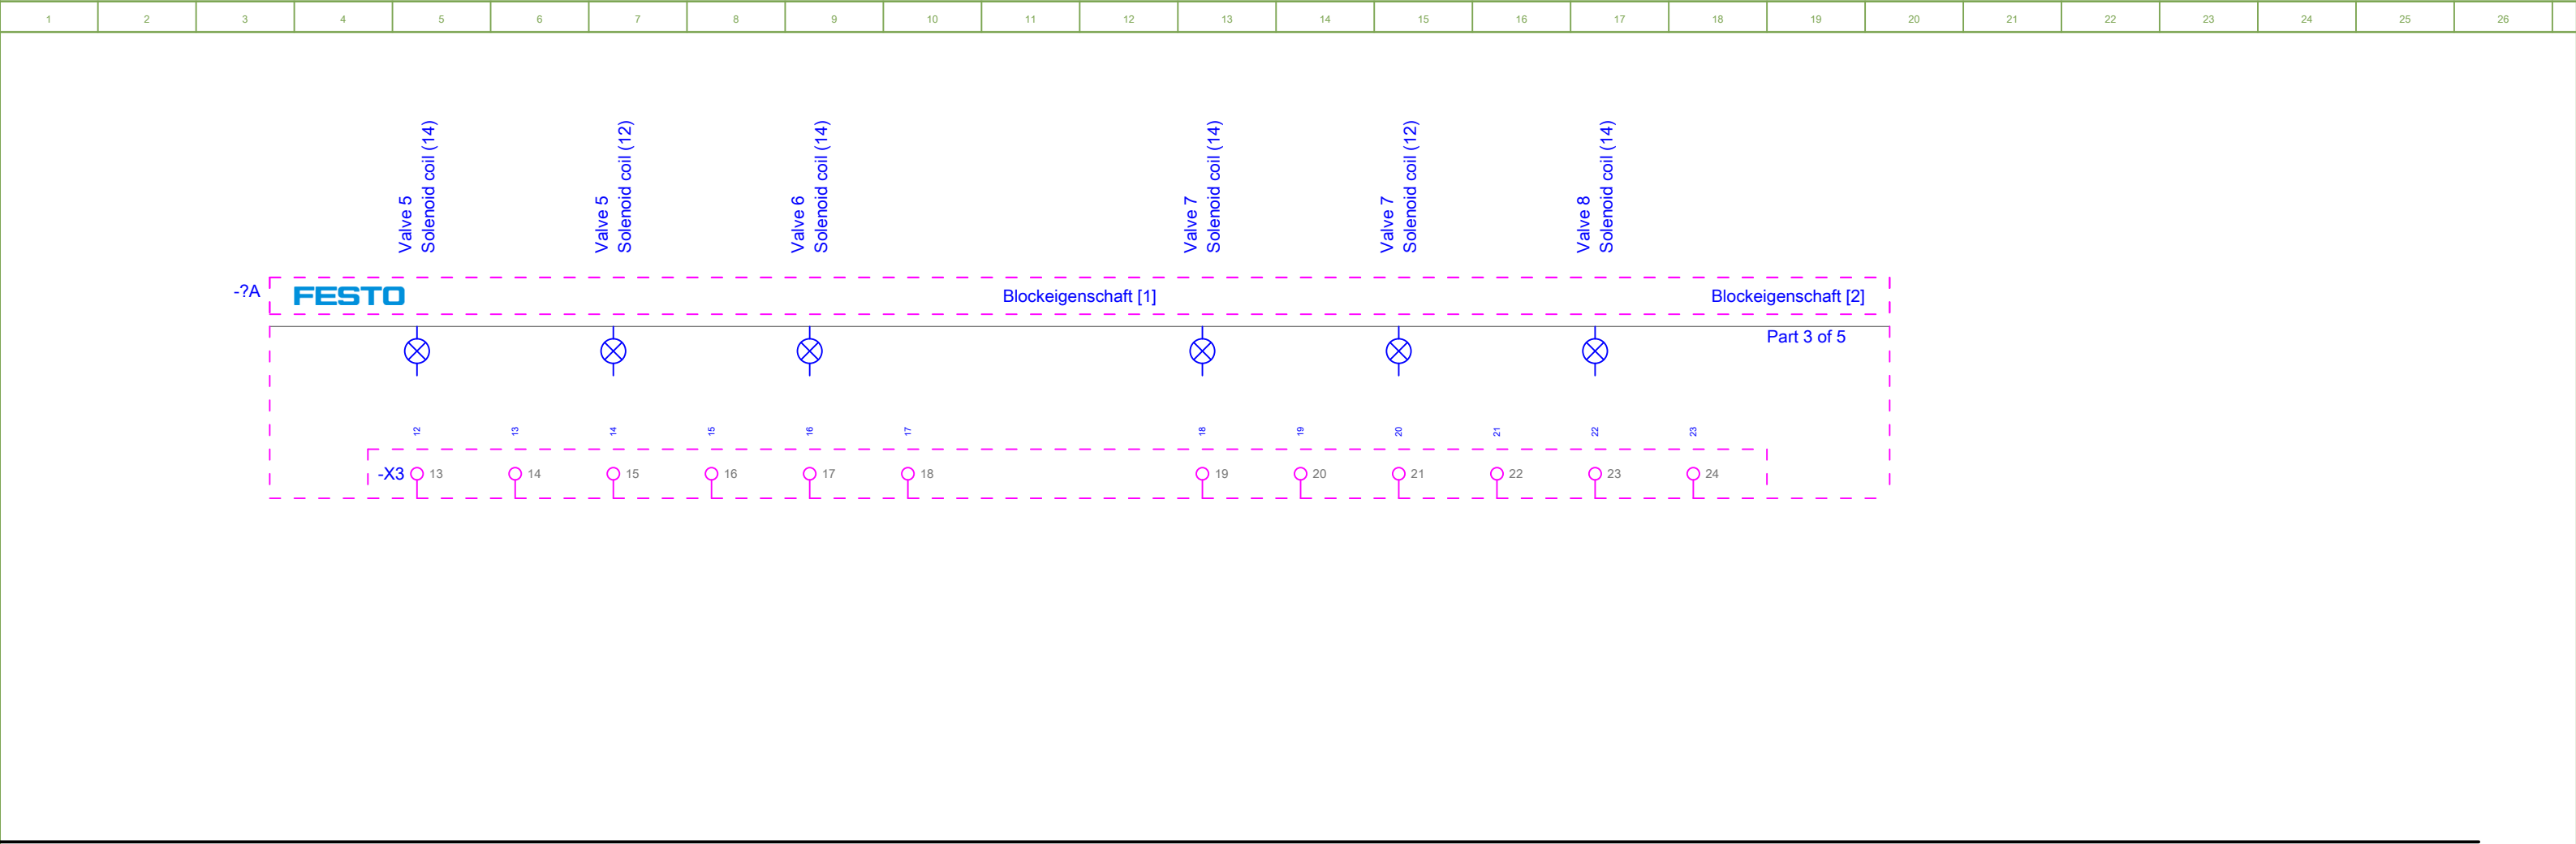 1 2 3 4 5 6 7 8 9 10 11 12 13 14 15 16 17 18 19 20 21 22 23 24 25 26
Valve 5
Solenoid coil (14)
Valve 5
Solenoid coil (12)
Valve 6
Solenoid coil (14)
Valve 7
Solenoid coil (14)
Valve 7
Solenoid coil (12)
Valve 8
Solenoid coil (14)
-?A FESTO Blockeigenschaft [1] Blockeigenschaft [2]
Part 3 of 5
12 13 14 15 16 17 18 19 20 21 22 23
-X3 13 14 15 16 17 18 19 20 21 22 23 24